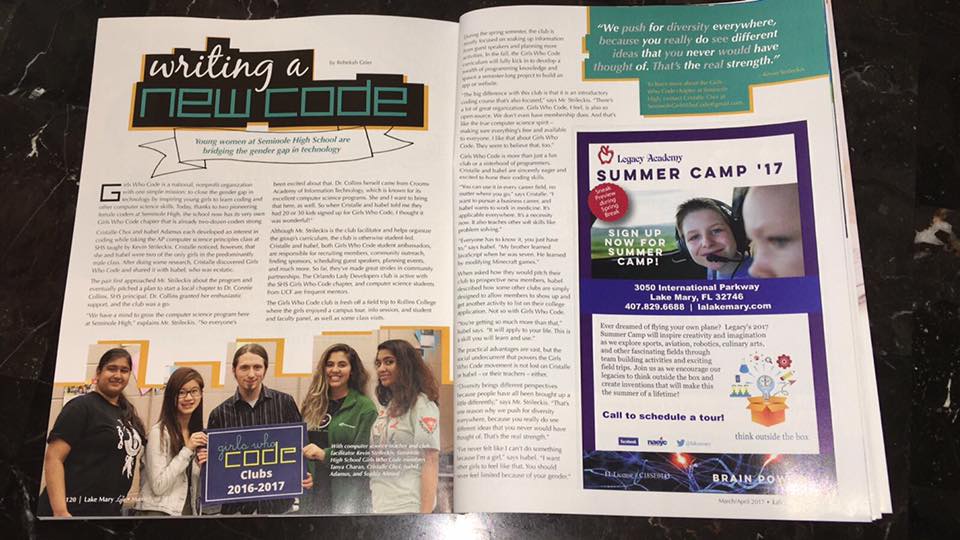 writing a
new code
by Rebekah Grier
Young women at Seminole High School are
bridging the gender gap in technology
Girls Who Code is a national, nonprofit organization
with one simple mission: to close the gender gap in
technology by inspiring young girls to learn coding and
other computer science skills. Today, thanks to two pioneering
female coders at Seminole High, the school now has its very own
Girls Who Code chapter that is already two-dozen-coders strong.
Cristalle Choi and Isabel Adamus each developed an interest in
coding while taking the AP computer science principles class at
SHS taught by Kevin Strileckis. Cristalle noticed, however, that
she and Isabel were two of the only girls in the predominantly
male class. After doing some research, Cristalle discovered Girls
Who Code and shared it with Isabel, who was ecstatic.
The pair first approached Mr. Strileckis about the program and
eventually pitched a plan to start a local chapter to Dr. Connie
Collins, SHS principal. Dr. Collins granted her enthusiastic
support, and the club was a go.
"We have a mind to grow the computer science program here
at Seminole High," explains Mr. Strileckis. "So everyone's
been excited about that. Dr. Collins herself came from Crooms
Academy of Information Technology, which is known for its
excellent computer science programs. She and I want to bring
that here, as well. So when Cristalle and Isabel told me they
had 20 or 30 kids signed up for Girls Who Code, I thought it
was wonderful!"
Although Mr. Strileckis is the club facilitator and helps organize
the group's curriculum, the club is otherwise student-led.
Cristalle and Isabel, both Girls Who Code student ambassadors,
are responsible for recruiting members, community outreach,
finding sponsors, scheduling guest speakers, planning events,
and much more. So far, they've made great strides in community
partnerships. The Orlando Lady Developers club is active with
the SHS Girls Who Code chapter, and computer science students
from UCF are frequent mentors.
The Girls Who Code club is fresh off a field trip to Rollins College
where the girls enjoyed a campus tour, info session, and student
and faculty panel, as well as some class visits.
girls who
CODE
Clubs
2016-2017
With computer science teacher and club
facilitator Kevin Strileckis, Seminole
High School Girls Who Code members
Tanya Charan, Cristalle Choi, Isabel
Adamus, and Sophia Ahmed
120 | Lake Mary Life
During the spring semester, the club is
mostly focused on soaking up information
from guest speakers and planning more
activities. In the fall, the Girls Who Code
curriculum will fully kick in to develop a
wealth of programming knowledge and
spawn a semester-long project to build an
app or website.
"The big difference with this club is that it is an introductory
coding course that's also focused," says Mr. Strileckis. "There's
a lot of great organization. Girls Who Code, I feel, is also so
open-source. We don't even have membership dues. And that's
like the true computer science spirit –
making sure everything's free and available
to everyone. I like that about Girls Who
Code. They seem to believe that too."
Girls Who Code is more than just a fun
club or a sisterhood of programmers.
Cristalle and Isabel are sincerely eager and
excited to hone their coding skills.
"You can use it in every career field, no
matter where you go," says Cristalle. "I
want to pursue a business career, and
Isabel wants to work in medicine. It's
applicable everywhere. It's a necessity
now. It also teaches other soft skills like
problem solving."
"Everyone has to know it, you just have
to," says Isabel. "My brother learned
JavaScript when he was seven. He learned
by modifying Minecraft games."
When asked how they would pitch their
club to prospective new members, Isabel
described how some other clubs are simply
designed to allow members to show up and
get another activity to list on their college
application. Not so with Girls Who Code.
"You're getting so much more than that,"
Isabel says. "It will apply to your life. This is
a skill you will learn and use."
The practical advantages are vast, but the
social undercurrent that powers the Girls
Who Code movement is not lost on Cristalle
or Isabel – or their teachers – either.
"Diversity brings different perspectives
because people have all been brought up a
little differently," says Mr. Strileckis. "That's
one reason why we push for diversity
everywhere, because you really do see
different ideas that you never would have
thought of. That's the real strength."
"I've never felt like I can't do something
because I'm a girl," says Isabel. "I want
other girls to feel like that. You should
never feel limited because of your gender."
"We push for diversity everywhere,
because you really do see different
ideas that you never would have
thought of. That's the real strength."
– Kevin Strileckis
To learn more about the Girls
Who Code chapter at Seminole
High, contact Cristalle Choi at
SeminoleGirlsWhoCode@gmail.com.
Legacy Academy
SUMMER CAMP '17
Sneak
Preview
during
Spring
Break
SIGN UP
NOW FOR
SUMMER
CAMP!
3050 International Parkway
Lake Mary, FL 32746
407.829.6688 | lalakemary.com
Ever dreamed of flying your own plane? Legacy's 2017
Summer Camp will inspire creativity and imagination
as we explore sports, aviation, robotics, culinary arts,
and other fascinating fields through
team building activities and exciting
field trips. Join us as we encourage our
legacies to think outside the box and
create inventions that will make this
the summer of a lifetime!
Call to schedule a tour!
facebook
naeyc
think outside the box
FL License
BRAIN
March/April 2017